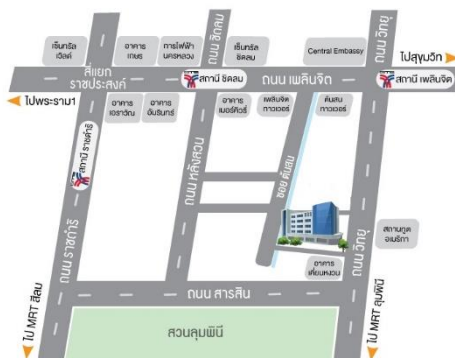 เซ็นทรัล
เวิลด์
อาคาร
เกษร
การไฟฟ้า
นครหลวง
ถนน ชิดลม
เซ็นทรัล
ชิดลม
Central Embassy
ถนน วิทยุ
ไปสุขุมวิท
สี่แยก
ราชประสงค์
สถานี ชิดลม
ถนน เพลินจิต
สถานี เพลินจิต
ไปพระราม1
อาคาร
เอราวัณ
อาคาร
อัมรินทร์
อาคาร
เมอร์คิวรี่
เพลินจิต
ทาวเวอร์
ต้นสน
ทาวเวอร์
สถานี ราชดำริ
ถนน หลังสวน
ซอย ต้นสน
สถานทูต
อเมริกา
ถนน ราชดำริ
ถนน วิทยุ
อาคาร
เคี่ยนหงวน
ถนน สารสิน
สวนลุมพินี
ไป MRT สีลม
ไป MRT ลุมพินี